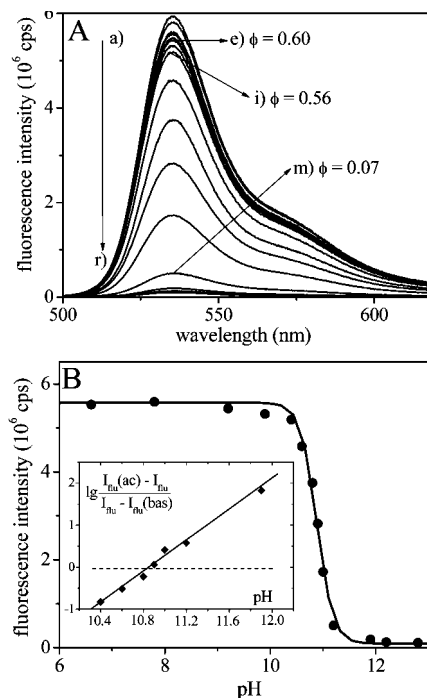 A
a)
e) ϕ = 0.60
i) ϕ = 0.56
m) ϕ = 0.07
r)
fluorescence intensity (10⁶ cps)
6
4
2
0
500 550 600
wavelength (nm)
B
fluorescence intensity (10⁶ cps)
6
4
2
0
lg I_flu(ac) - I_flu
I_flu - I_flu(bas)
2
1
0
-1
pH
10.4 10.8 11.2 11.6 12.0
6 8 10 12
pH